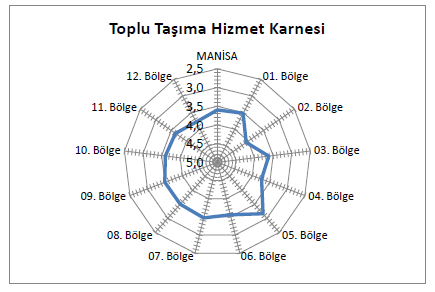 Toplu Taşıma Hizmet Karnesi
MANİSA
2,5
3,0
3,5
4,0
4,5
5,0
01. Bölge
02. Bölge
03. Bölge
04. Bölge
05. Bölge
06. Bölge
07. Bölge
08. Bölge
09. Bölge
10. Bölge
11. Bölge
12. Bölge